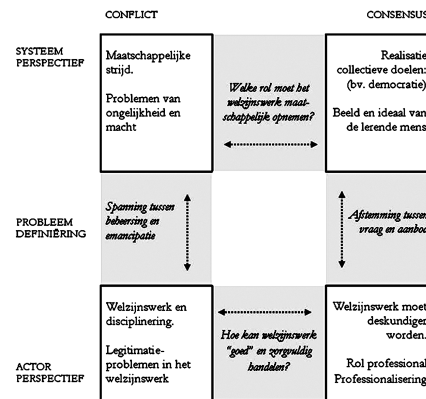 CONFLICT
CONSENSUS
SYSTEEM
PERSPECTIEF
Maatschappelijke
strijd.
Problemen van
ongelijkheid en
macht
Welke rol moet het
welzijnswerk maat-
schappelijk opnemen?
Realisatie
collectieve doelen:
(bv. democratie)
Beeld en ideaal van
de lerende mens
PROBLEEM
DEFINIËRING
Spanning tussen
beheersing en
emancipatie
Afstemming tussen
vraag en aanbod
ACTOR
PERSPECTIEF
Welzijnswerk en
disciplinering.
Legitimatie-
problemen in het
welzijnswerk
Hoe kan welzijnswerk
"goed" en zorgvuldig
handelen?
Welzijnswerk moet
deskundiger
worden.
Rol professional
Professionalisering